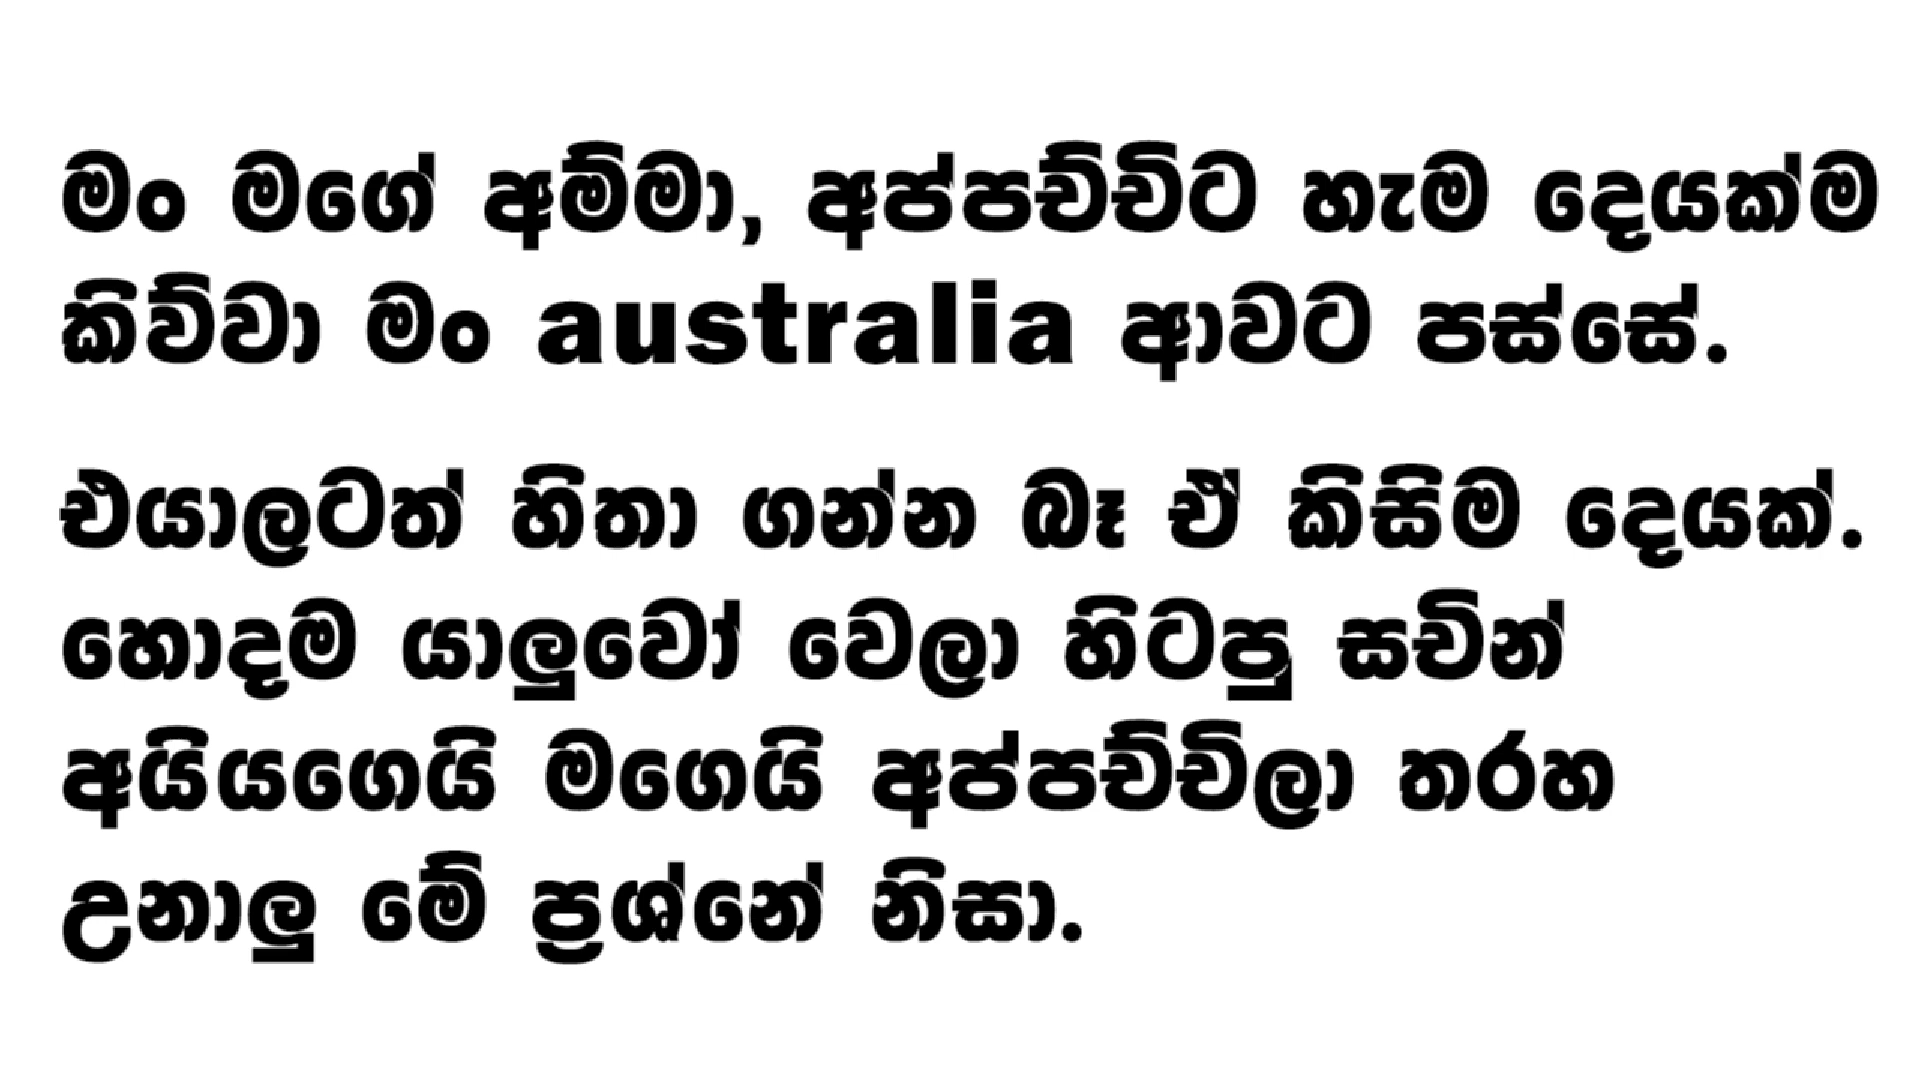 මං මගේ අම්මා, අප්පච්චිට හැම දෙයක්ම
කිව්වා මං australia ආවට පස්සේ.
එයාලටත් හිතා ගන්න බෑ ඒ කිසිම දෙයක්.
හොදම යාලුවෝ වෙලා හිටපු සචින්
අයියගෙයි මගෙයි අප්පච්චිලා තරහ
උනාලු මේ ප්‍රශ්නේ නිසා.